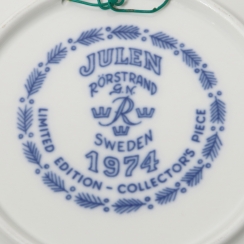 JULEN
RÖRSTRAND
G.N.
R
SWEDEN
1974
LIMITED EDITION - COLLECTOR'S PIECE